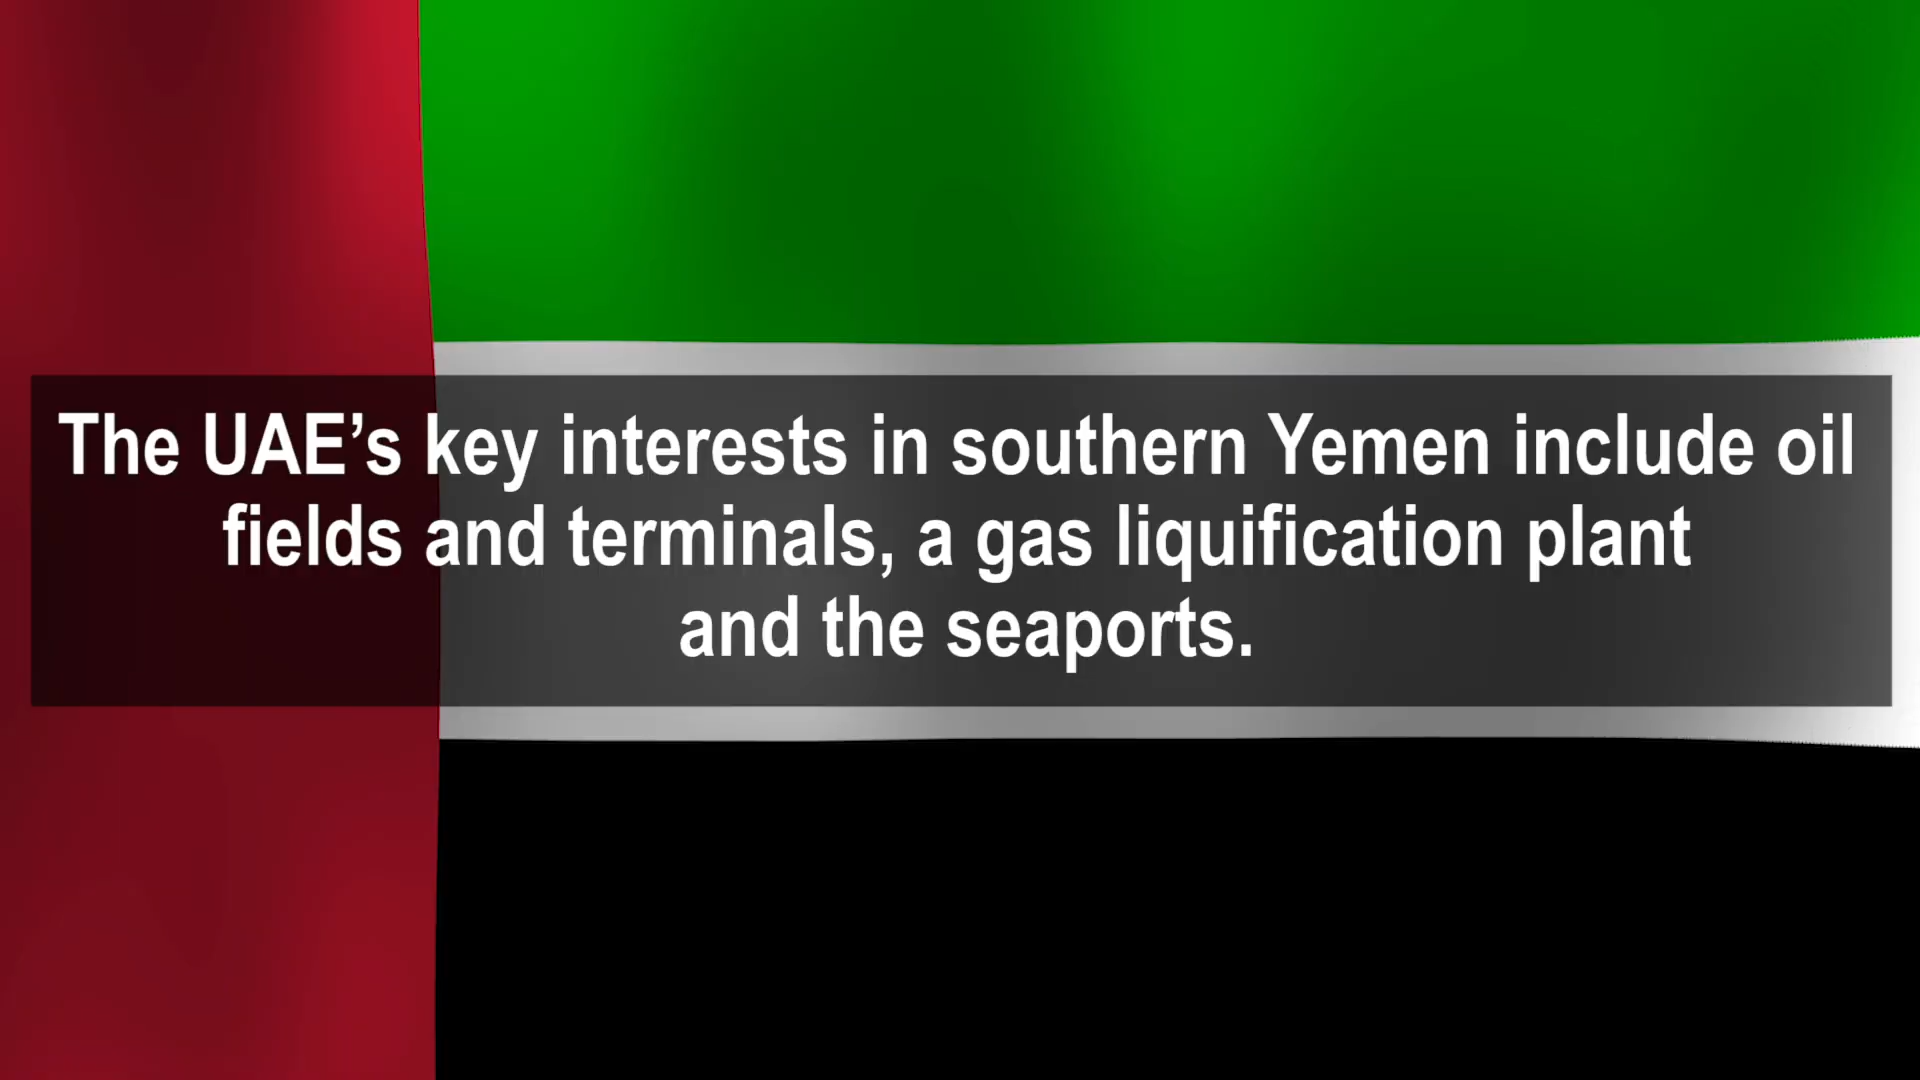 The UAE’s key interests in southern Yemen include oil
fields and terminals, a gas liquification plant
and the seaports.